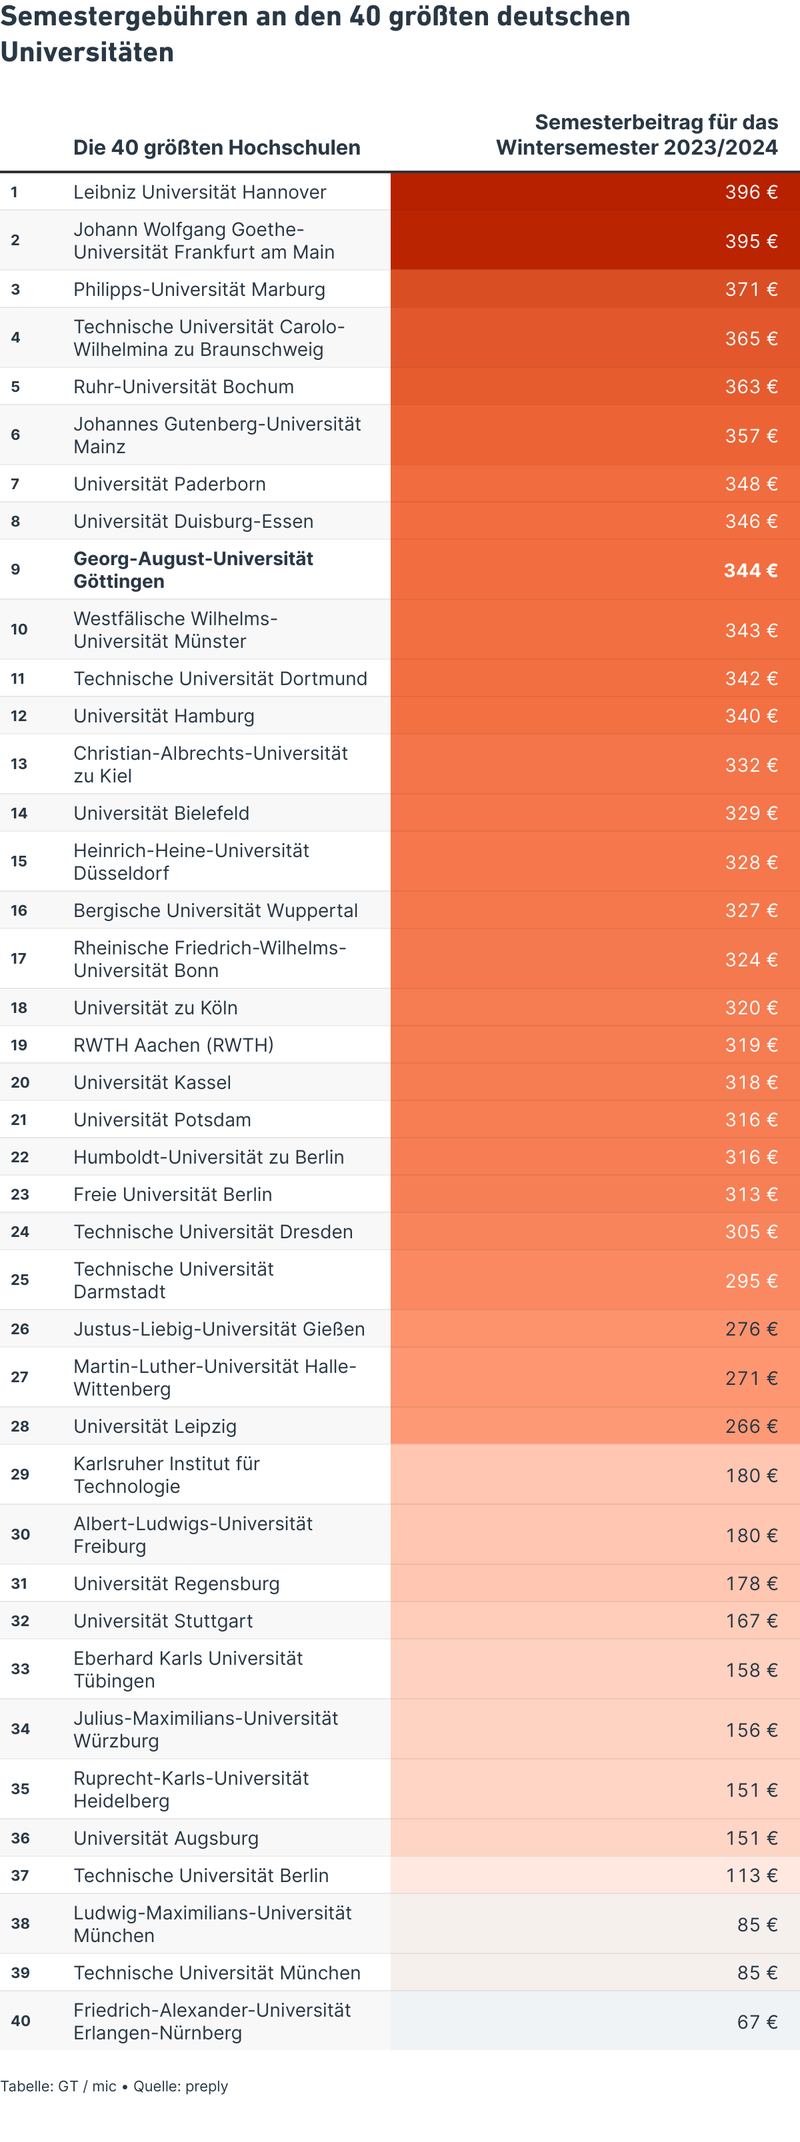 Semestergebühren an den 40 größten deutschen
Universitäten
Die 40 größten Hochschulen
Semesterbeitrag für das
Wintersemester 2023/2024
1 Leibniz Universität Hannover 396 €
2 Johann Wolfgang Goethe-
Universität Frankfurt am Main 395 €
3 Philipps-Universität Marburg 371 €
4 Technische Universität Carolo-
Wilhelmina zu Braunschweig 365 €
5 Ruhr-Universität Bochum 363 €
6 Johannes Gutenberg-Universität
Mainz 357 €
7 Universität Paderborn 348 €
8 Universität Duisburg-Essen 346 €
9 Georg-August-Universität
Göttingen 344 €
10 Westfälische Wilhelms-
Universität Münster 343 €
11 Technische Universität Dortmund 342 €
12 Universität Hamburg 340 €
13 Christian-Albrechts-Universität
zu Kiel 332 €
14 Universität Bielefeld 329 €
15 Heinrich-Heine-Universität
Düsseldorf 328 €
16 Bergische Universität Wuppertal 327 €
17 Rheinische Friedrich-Wilhelms-
Universität Bonn 324 €
18 Universität zu Köln 320 €
19 RWTH Aachen (RWTH) 319 €
20 Universität Kassel 318 €
21 Universität Potsdam 316 €
22 Humboldt-Universität zu Berlin 316 €
23 Freie Universität Berlin 313 €
24 Technische Universität Dresden 305 €
25 Technische Universität
Darmstadt 295 €
26 Justus-Liebig-Universität Gießen 276 €
27 Martin-Luther-Universität Halle-
Wittenberg 271 €
28 Universität Leipzig 266 €
29 Karlsruher Institut für
Technologie 180 €
30 Albert-Ludwigs-Universität
Freiburg 180 €
31 Universität Regensburg 178 €
32 Universität Stuttgart 167 €
33 Eberhard Karls Universität
Tübingen 158 €
34 Julius-Maximilians-Universität
Würzburg 156 €
35 Ruprecht-Karls-Universität
Heidelberg 151 €
36 Universität Augsburg 151 €
37 Technische Universität Berlin 113 €
38 Ludwig-Maximilians-Universität
München 85 €
39 Technische Universität München 85 €
40 Friedrich-Alexander-Universität
Erlangen-Nürnberg 67 €
Tabelle: GT / mic • Quelle: preply